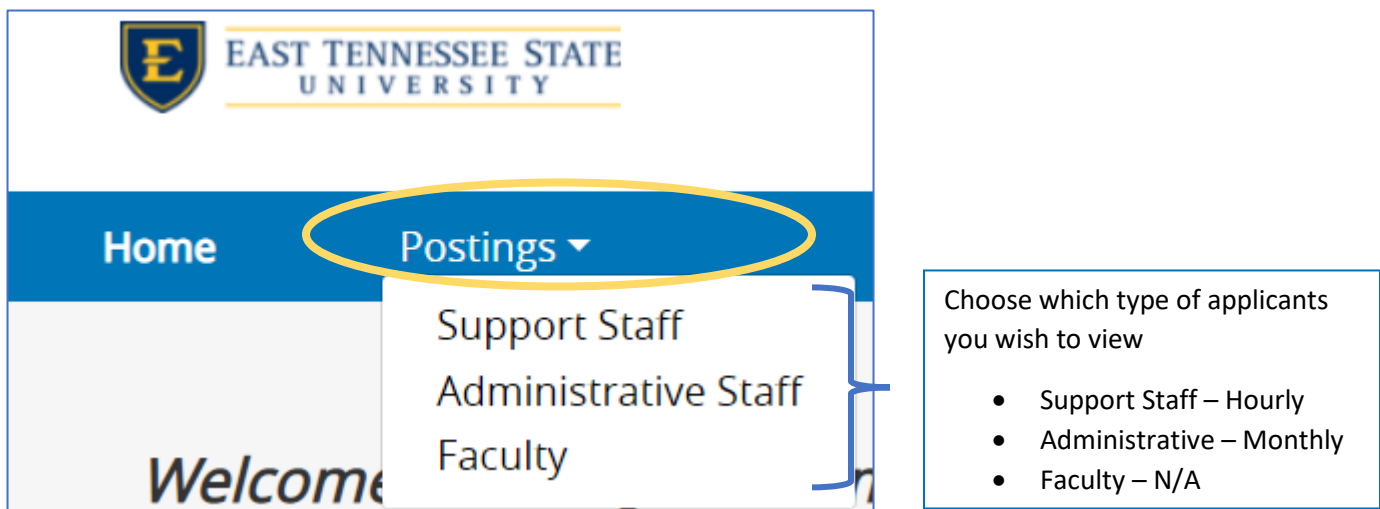 E
EAST TENNESSEE STATE
UNIVERSITY
Home
Postings
Support Staff
Administrative Staff
Faculty
Welcome
Choose which type of applicants
you wish to view
• Support Staff – Hourly
• Administrative – Monthly
• Faculty – N/A